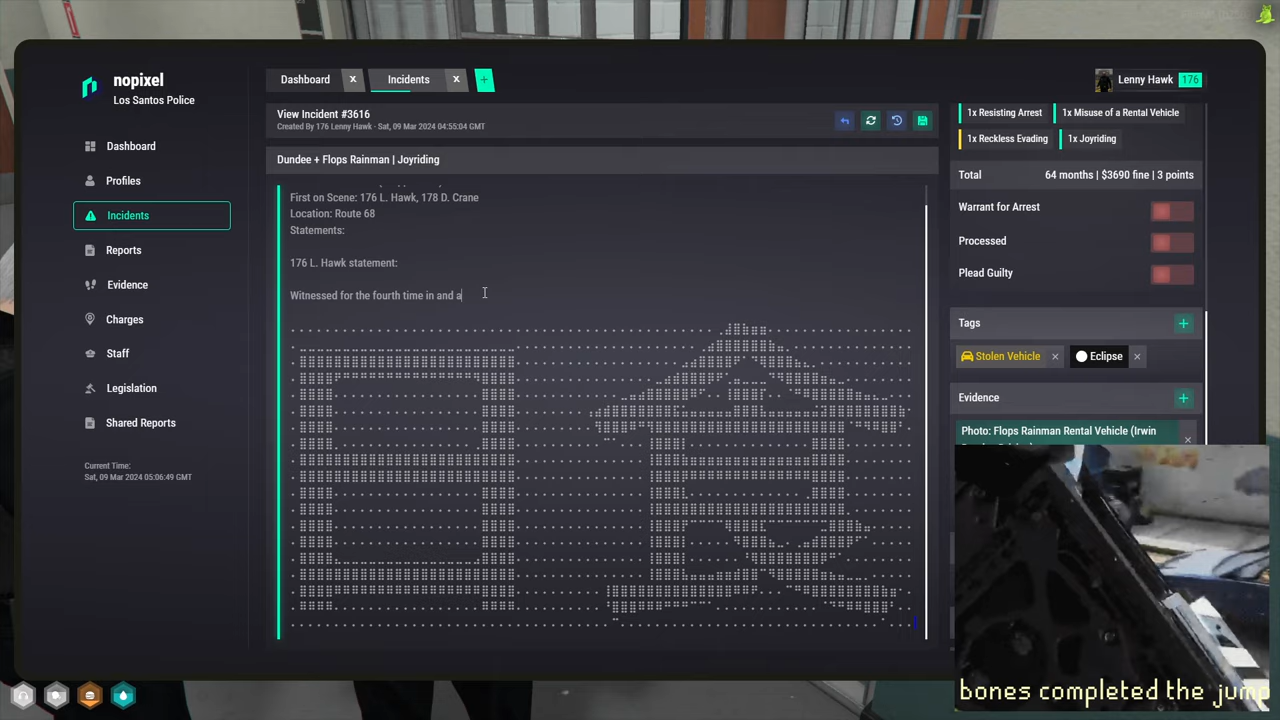 nopixel
Los Santos Police
Dashboard
Profiles
Incidents
Reports
Evidence
Charges
Staff
Legislation
Shared Reports
Current Time:
Sat, 09 Mar 2024 05:06:49 GMT
Dashboard x Incidents x +
Lenny Hawk 176
View Incident #3616
Created By 176 Lenny Hawk · Sat, 09 Mar 2024 04:55:04 GMT
Dundee + Flops Rainman | Joyriding
First on Scene: 176 L. Hawk, 178 D. Crane
Location: Route 68
Statements:
176 L. Hawk statement:
Witnessed for the fourth time in and a
日食
1x Resisting Arrest 1x Misuse of a Rental Vehicle
1x Reckless Evading 1x Joyriding
Total 64 months | $3690 fine | 3 points
Warrant for Arrest
Processed
Plead Guilty
Tags +
Stolen Vehicle × Eclipse ×
Evidence +
Photo: Flops Rainman Rental Vehicle (Irwin ×
bones completed the jump